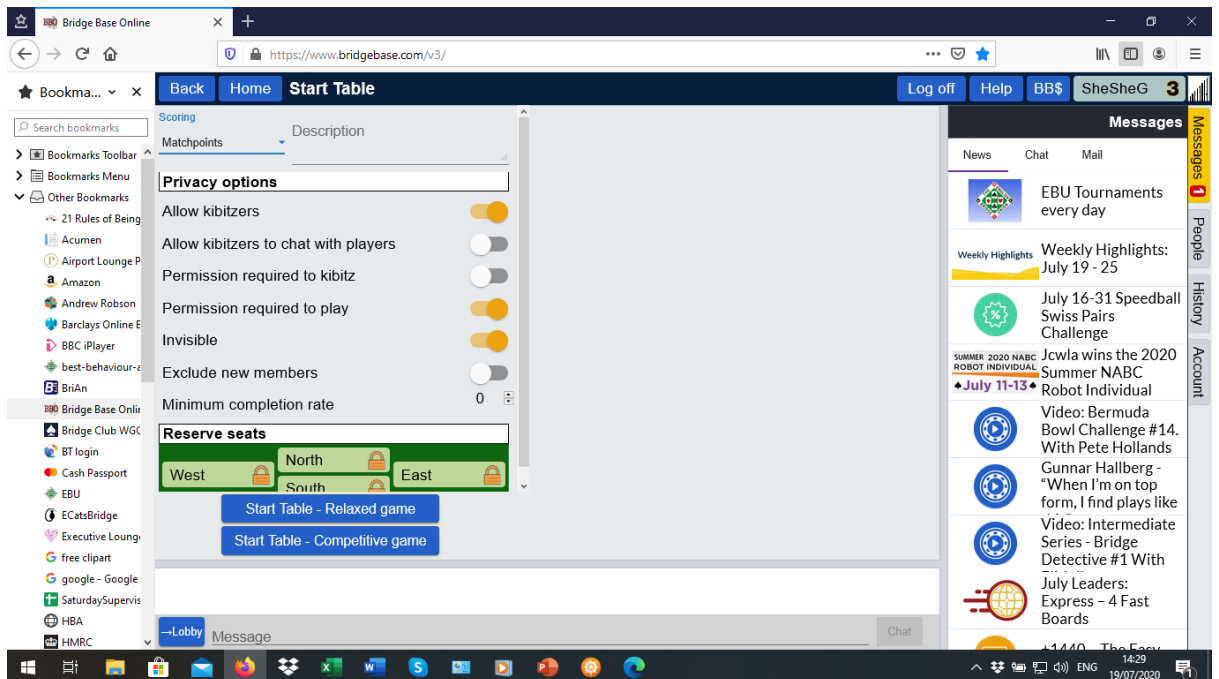 BBO Bridge Base Online
https://www.bridgebase.com/v3/
Bookma...
Search bookmarks
Bookmarks Toolbar
Bookmarks Menu
Other Bookmarks
21 Rules of Being
Acumen
Airport Lounge P
Amazon
Andrew Robson
Barclays Online E
BBC iPlayer
best-behaviour-a
BriAn
Bridge Base Onlin
Bridge Club WGC
BT login
Cash Passport
EBU
ECatsBridge
Executive Lounge
free clipart
google - Google
SaturdaySupervis
HBA
HMRC
Back Home Start Table
Log off Help BB$ SheSheG 3
Scoring
Matchpoints
Description
Privacy options
Allow kibitzers
Allow kibitzers to chat with players
Permission required to kibitz
Permission required to play
Invisible
Exclude new members
Minimum completion rate 0
Reserve seats
North
West East
South
Start Table - Relaxed game
Start Table - Competitive game
→Lobby Message Chat
Messages
News Chat Mail
EBU Tournaments
every day
Weekly Highlights
Weekly Highlights:
July 19 - 25
July 16-31 Speedball
Swiss Pairs
Challenge
SUMMER 2020 NABC
ROBOT INDIVIDUAL
♠July 11-13♠
Jcwla wins the 2020
Summer NABC
Robot Individual
Video: Bermuda
Bowl Challenge #14.
With Pete Hollands
Gunnar Hallberg -
“When I'm on top
form, I find plays like
Video: Intermediate
Series - Bridge
Detective #1 With
July Leaders:
Express – 4 Fast
Boards
+1440 The Easy
Messages 1
People
History
Account
ENG
14:29
19/07/2020
1